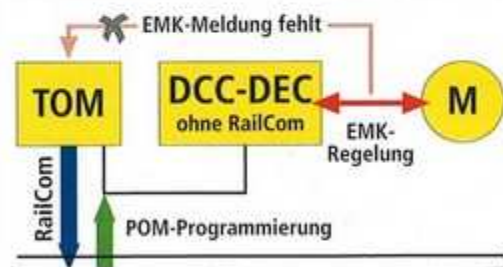 EMK-Meldung fehlt
TOM
DCC-DEC
ohne RailCom
M
EMK-
Regelung
RailCom
POM-Programmierung